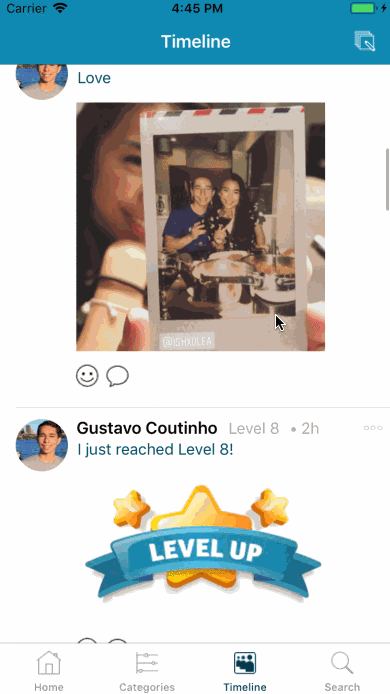 Carrier 4:45 PM
Timeline
Love
Gustavo Coutinho Level 8 • 2h
I just reached Level 8!
LEVEL UP
Home Categories Timeline Search